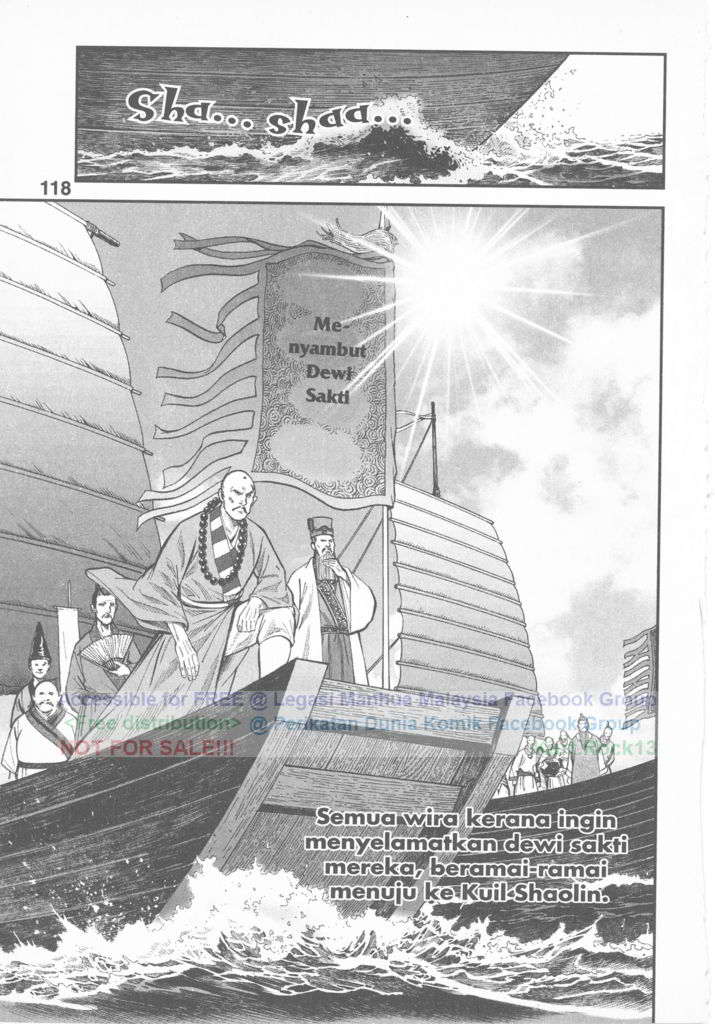 Sha... shaa...
118
Me-
nyambut
Dewi
Sakti
Accessible for FREE @ Legasi Manhua Malaysia Facebook Group
<Free distribution> @ Perikatan Dunia Komik Facebook Group
NOT FOR SALE!!!
Rock13
Semua wira kerana ingin
menyelamatkan dewi sakti
mereka, beramai-ramai
menuju ke Kuil Shaolin.